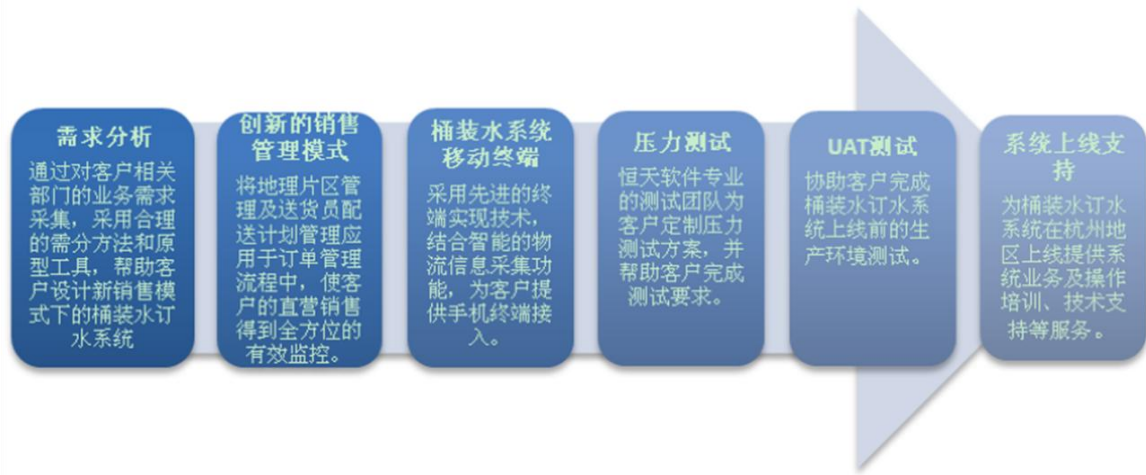 需求分析
通过对客户相关
部门的业务需求
采集，采用合理
的需分方法和原
型工具，帮助客
户设计新销售模
式下的桶装水订
水系统
创新的销售
管理模式
将地理片区管
理及送货员配
送计划管理应
用于订单管理
流程中，使客
户的直营销售
得到全方位的
有效监控。
桶装水系统
移动终端
采用先进的终
端实现技术，
结合智能的物
流信息采集功
能，为客户提
供手机终端接
入。
压力测试
恒天软件专业
的测试团队为
客户定制压力
测试方案，并
帮助客户完成
测试要求。
UAT测试
协助客户完成
桶装水订水系
统上线前的生
产环境测试。
系统上线支
持
为桶装水订水
系统在杭州地
区上线提供系
统业务及操作
培训、技术支
持等服务。